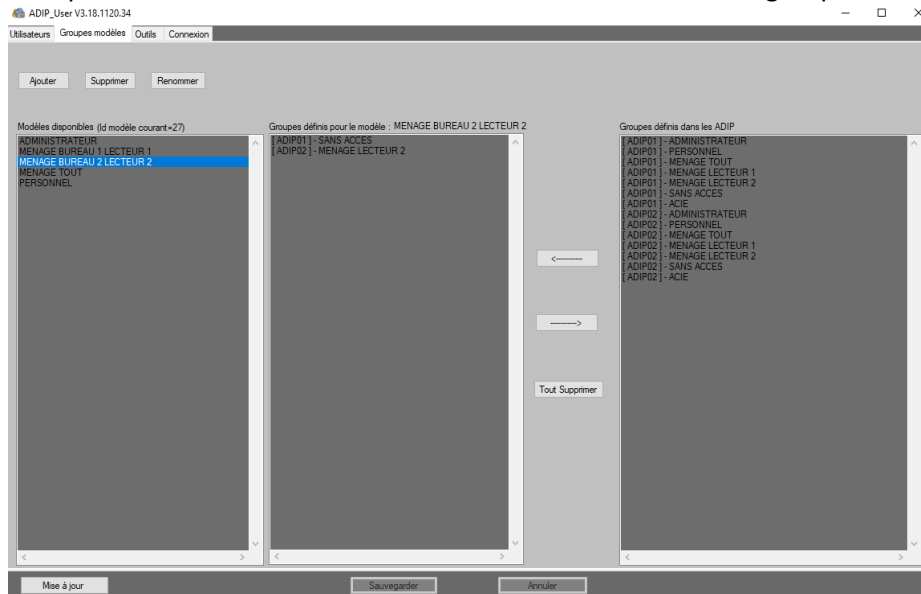 ADIP_User V3.18.1120.34
Utilisateurs Groupes modèles Outils Connexion
Ajouter Supprimer Renommer
Modèles disponibles (Id modèle courant=27)
ADMINISTRATEUR
MENAGE BUREAU 1 LECTEUR 1
MENAGE BUREAU 2 LECTEUR 2
MENAGE TOUT
PERSONNEL
Groupes définis pour le modèle : MENAGE BUREAU 2 LECTEUR 2
[ ADIP01 ] - SANS ACCES
[ ADIP02 ] - MENAGE LECTEUR 2
<----------
---------->
Tout Supprimer
Groupes définis dans les ADIP
[ ADIP01 ] - ADMINISTRATEUR
[ ADIP01 ] - PERSONNEL
[ ADIP01 ] - MENAGE TOUT
[ ADIP01 ] - MENAGE LECTEUR 1
[ ADIP01 ] - MENAGE LECTEUR 2
[ ADIP01 ] - SANS ACCES
[ ADIP01 ] - ACIE
[ ADIP02 ] - ADMINISTRATEUR
[ ADIP02 ] - PERSONNEL
[ ADIP02 ] - MENAGE TOUT
[ ADIP02 ] - MENAGE LECTEUR 1
[ ADIP02 ] - MENAGE LECTEUR 2
[ ADIP02 ] - SANS ACCES
[ ADIP02 ] - ACIE
Mise à jour Sauvegarder Annuler